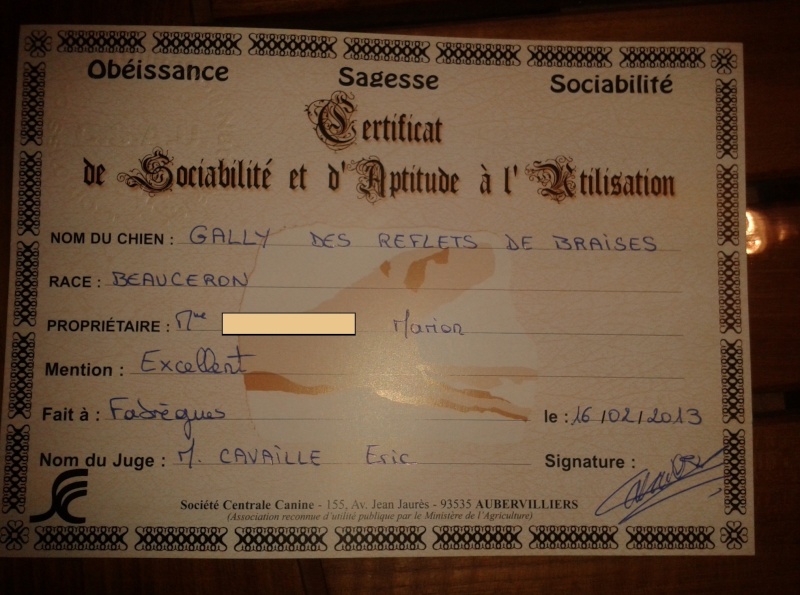 Obéissance Sagesse Sociabilité
Certificat
de Sociabilité et d'Aptitude à l'Utilisation
NOM DU CHIEN : GALLY DES REFLETS DE BRAISES
RACE : BEAUCERON
PROPRIÉTAIRE : Mme Marion
Mention : Excellent
Fait à : Fabrègues le : 16/02/2013
Nom du Juge : M. CAVAILLE Eric Signature :
Société Centrale Canine - 155, Av. Jean Jaurès - 93535 AUBERVILLIERS
(Association reconnue d'utilité publique par le Ministère de l'Agriculture)